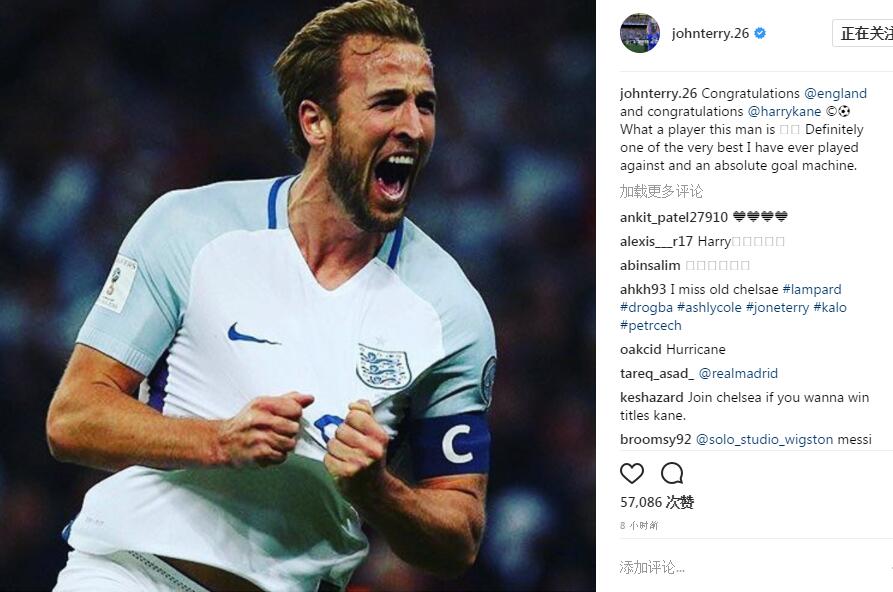 johnterry.26
正在关注
johnterry.26 Congratulations @england
and congratulations @harrykane ©⚽
What a player this man is □□ Definitely
one of the very best I have ever played
against and an absolute goal machine.
加载更多评论
ankit_patel27910 ♥♥♥♥
alexis___r17 Harry□□□□□
abinsalim □□□□□□
ahkh93 I miss old chelsae #lampard
#drogba #ashlycole #joneterry #kalo
#petrcech
oakcid Hurricane
tareq_asad_ @realmadrid
keshazard Join chelsea if you wanna win
titles kane.
broomsy92 @solo_studio_wigston messi
57,086 次赞
8 小时前
添加评论...
C